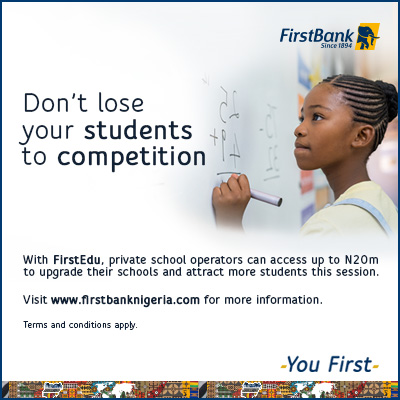 FirstBank
Since 1894
Don't lose
your students
to competition
With FirstEdu, private school operators can access up to N20m
to upgrade their schools and attract more students this session.
Visit www.firstbanknigeria.com for more information.
Terms and conditions apply.
-You First-